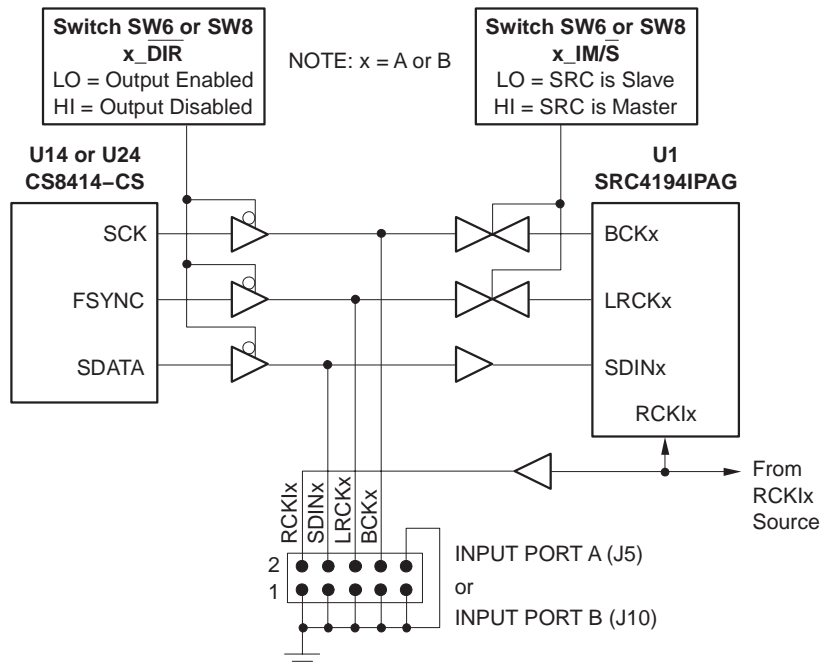 Switch SW6 or SW8
x_D̅I̅R̅
LO = Output Enabled
HI = Output Disabled
NOTE: x = A or B
Switch SW6 or SW8
x_IM/S̅
LO = SRC is Slave
HI = SRC is Master
U14 or U24
CS8414–CS
U1
SRC4194IPAG
SCK
FSYNC
SDATA
BCKx
LRCKx
SDINx
RCKIx
From
RCKIx
Source
RCKIx
SDINx
LRCKx
BCKx
2
1
INPUT PORT A (J5)
or
INPUT PORT B (J10)